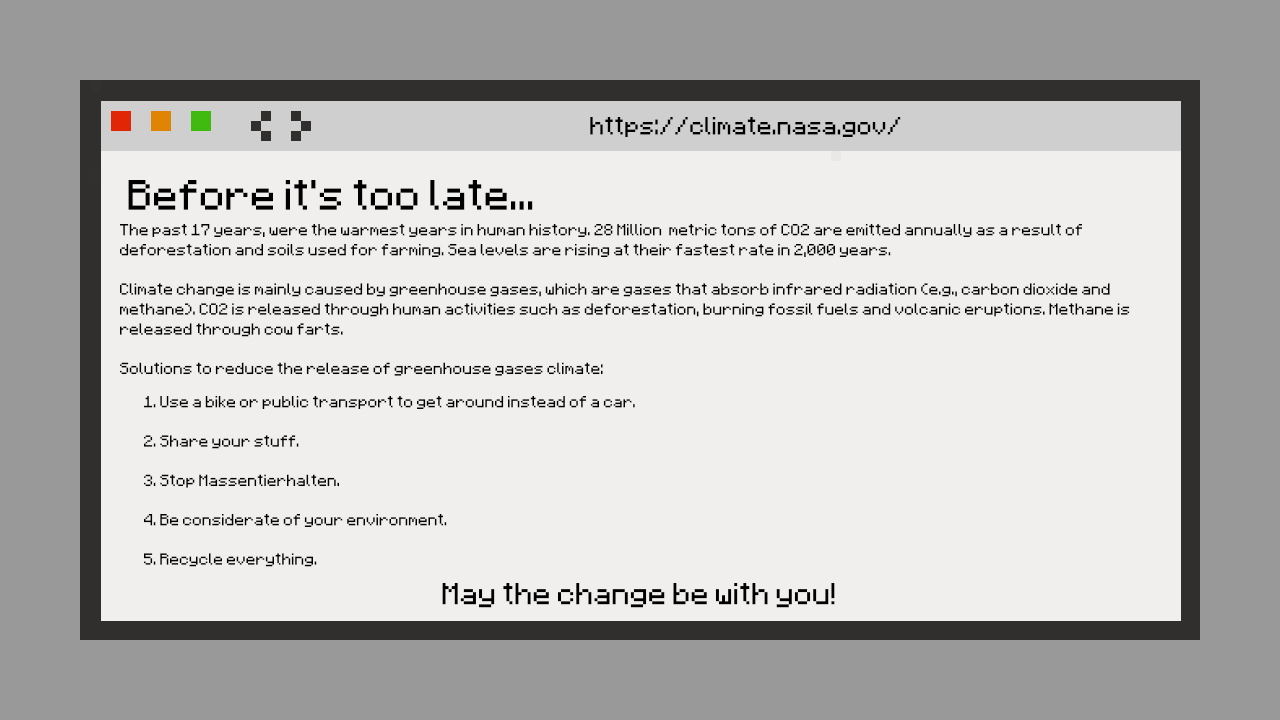 https://climate.nasa.gov/
Before it's too late...
The past 17 years, were the warmest years in human history. 28 Million  metric tons of CO2 are emitted annually as a result of
deforestation and soils used for farming. Sea levels are rising at their fastest rate in 2,000 years.
Climate change is mainly caused by greenhouse gases, which are gases that absorb infrared radiation (e.g., carbon dioxide and
methane). CO2 is released through human activities such as deforestation, burning fossil fuels and volcanic eruptions. Methane is
released through cow farts.
Solutions to reduce the release of greenhouse gases climate:
1. Use a bike or public transport to get around instead of a car.
2. Share your stuff.
3. Stop Massentierhalten.
4. Be considerate of your environment.
5. Recycle everything.
May the change be with you!